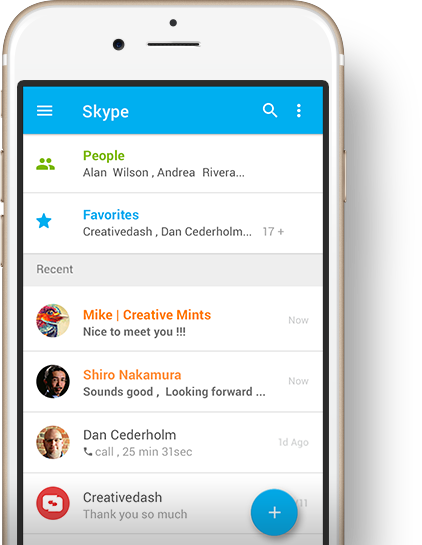 Skype
People
Alan Wilson , Andrea Rivera...
Favorites
Creativedash , Dan Cederholm... 17 +
Recent
Mike | Creative Mints
Now
Nice to meet you !!!
Shiro Nakamura
Now
Sounds good , Looking forward ...
Dan Cederholm
1d Ago
call , 25 min 31sec
Creativedash
Thank you so much